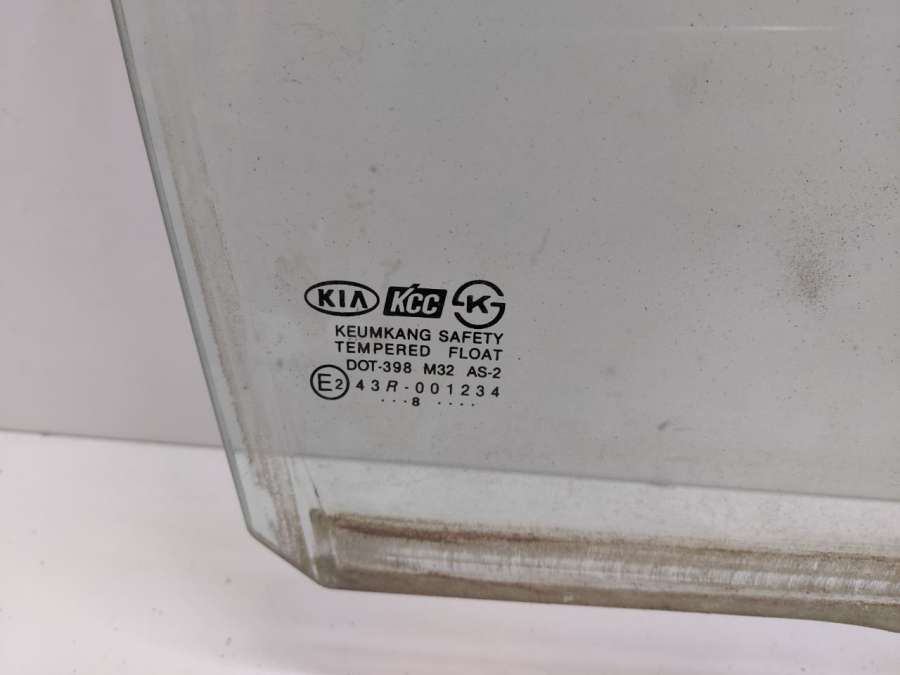 KIA KCC K
KEUMKANG SAFETY
TEMPERED FLOAT
DOT-398 M32 AS-2
E2 43R-001234
...8 ....